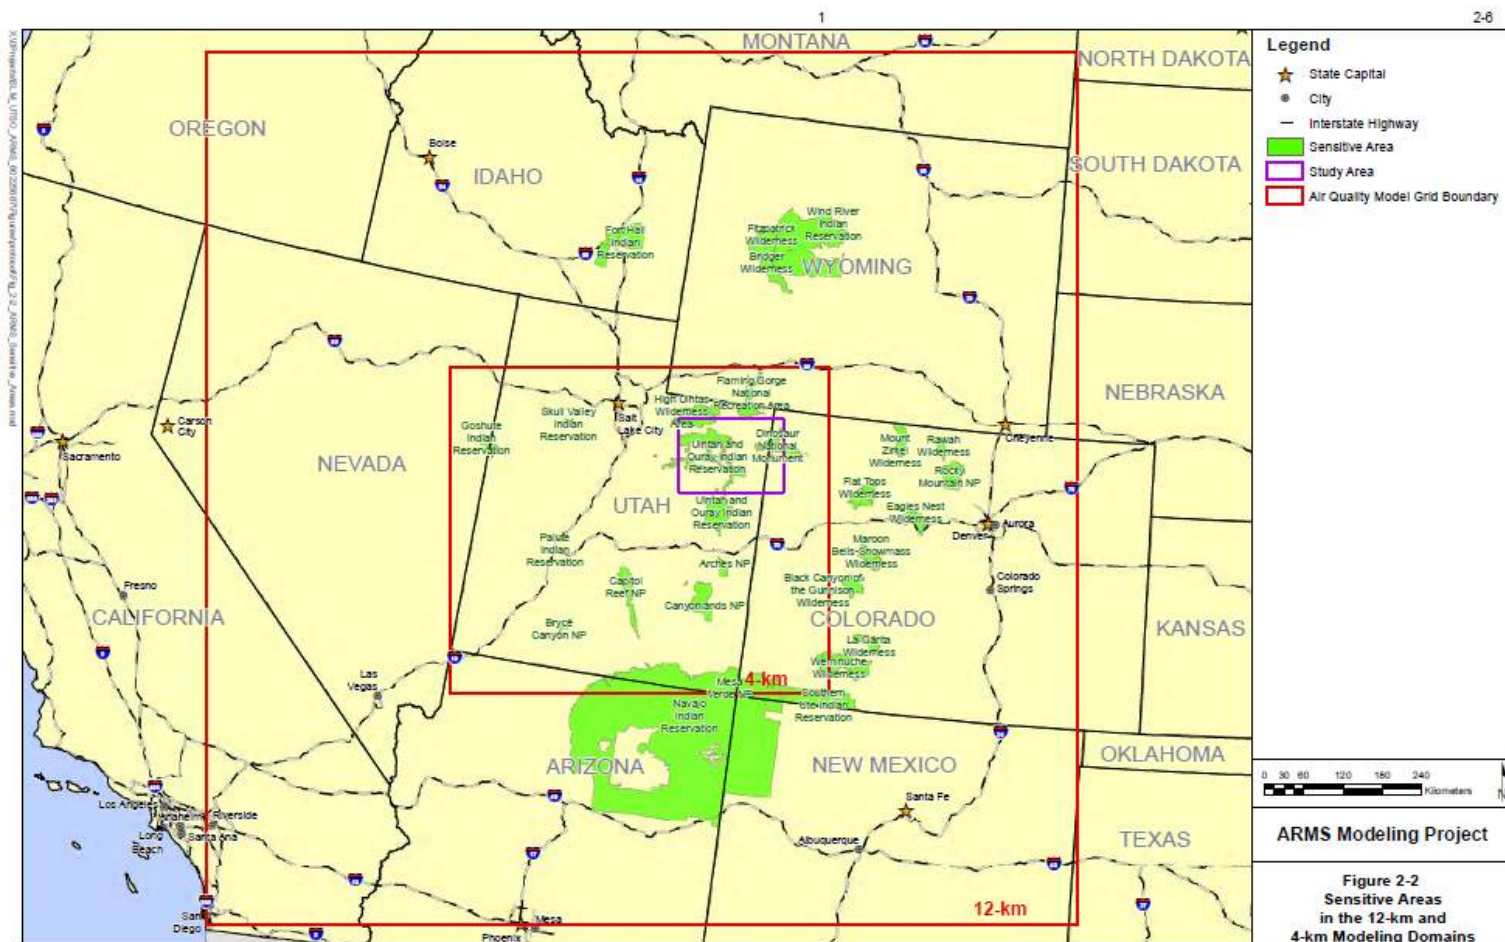 1
2-6
MONTANA
NORTH DAKOTA
OREGON
Boise
IDAHO
SOUTH DAKOTA
Fort Hall
Indian
Reservation
Wind River
Indian
Reservation
Fitzpatrick
Wilderness
Bridger
Wilderness
WYOMING
NEBRASKA
Carson
City
Sacramento
NEVADA
Goshute
Indian
Reservation
Skull Valley
Indian
Reservation
Salt
Lake City
High Uintas
Wilderness
Area
Flaming Gorge
National
Recreation Area
Uintah and
Ouray Indian
Reservation
Dinosaur
National
Monument
Cheyenne
Mount
Zirkel
Wilderness
Rawah
Wilderness
Rocky
Mountain NP
Flat Tops
Wilderness
Eagles Nest
Wilderness
UTAH
Uintah and
Ouray Indian
Reservation
Denver
Aurora
Paiute
Indian
Reservation
Maroon
Bells-Snowmass
Wilderness
Arches NP
Fresno
Capitol
Reef NP
Canyonlands NP
Black Canyon of
the Gunnison
Wilderness
Colorado
Springs
CALIFORNIA
COLORADO
KANSAS
Bryce
Canyon NP
La Garita
Wilderness
Weminuche
Wilderness
Las
Vegas
Mesa
Verde NP
4-km
Navajo
Indian
Reservation
Southern
Ute Indian
Reservation
ARIZONA
NEW MEXICO
OKLAHOMA
Santa Fe
Los Angeles
Anaheim
Riverside
Long
Beach
Santa Ana
Albuquerque
TEXAS
San
Diego
Phoenix
Mesa
12-km
Legend
State Capital
City
Interstate Highway
Sensitive Area
Study Area
Air Quality Model Grid Boundary
0 30 60 120 180 240
Kilometers
N
ARMS Modeling Project
Figure 2-2
Sensitive Areas
in the 12-km and
4-km Modeling Domains